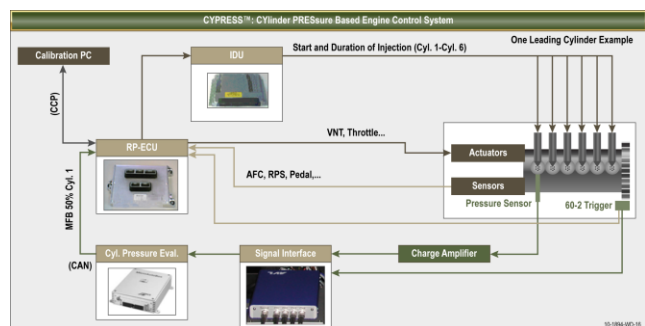 CYPRESS™: CYlinder PRESsure Based Engine Control System
One Leading Cylinder Example
Calibration PC
IDU
Start and Duration of Injection (Cyl. 1-Cyl. 6)
(CCP)
RP-ECU
VNT, Throttle...
Actuators
AFC, RPS, Pedal,...
Sensors
Pressure Sensor
60-2 Trigger
MFB 50% Cyl. 1
(CAN)
Cyl. Pressure Eval.
Signal Interface
Charge Amplifier